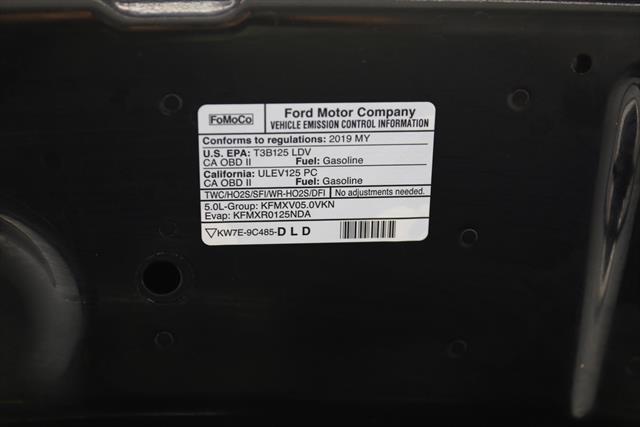 FoMoCo
Ford Motor Company
VEHICLE EMISSION CONTROL INFORMATION
Conforms to regulations: 2019 MY
U.S. EPA: T3B125 LDV
CA OBD II Fuel: Gasoline
California: ULEV125 PC
CA OBD II Fuel: Gasoline
TWC/HO2S/SFI/WR-HO2S/DFI No adjustments needed.
5.0L-Group: KFMXV05.0VKN
Evap: KFMXR0125NDA
KW7E-9C485-DLD